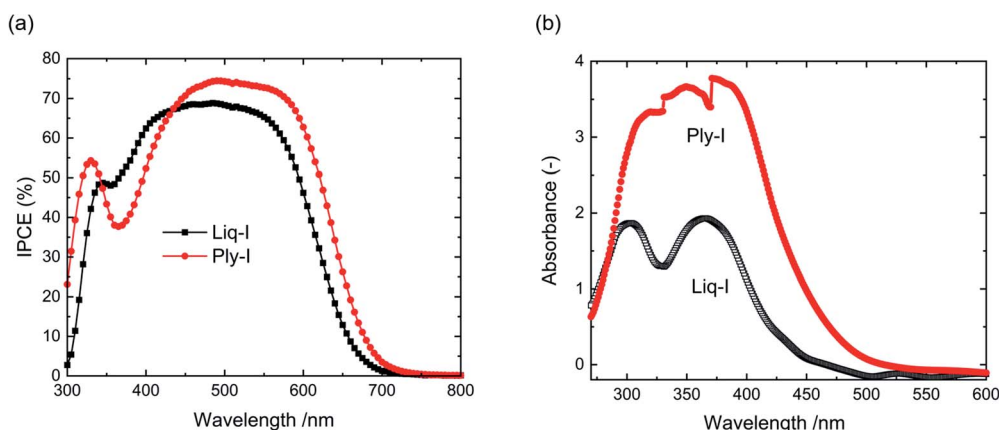 (a)
80
70
60
50
40
30
20
10
0
IPCE (%)
Liq-I
Ply-I
300 400 500 600 700 800
Wavelength /nm
(b)
4
3
2
1
0
Absorbance (-)
Ply-I
Liq-I
300 350 400 450 500 550 600
Wavelength /nm